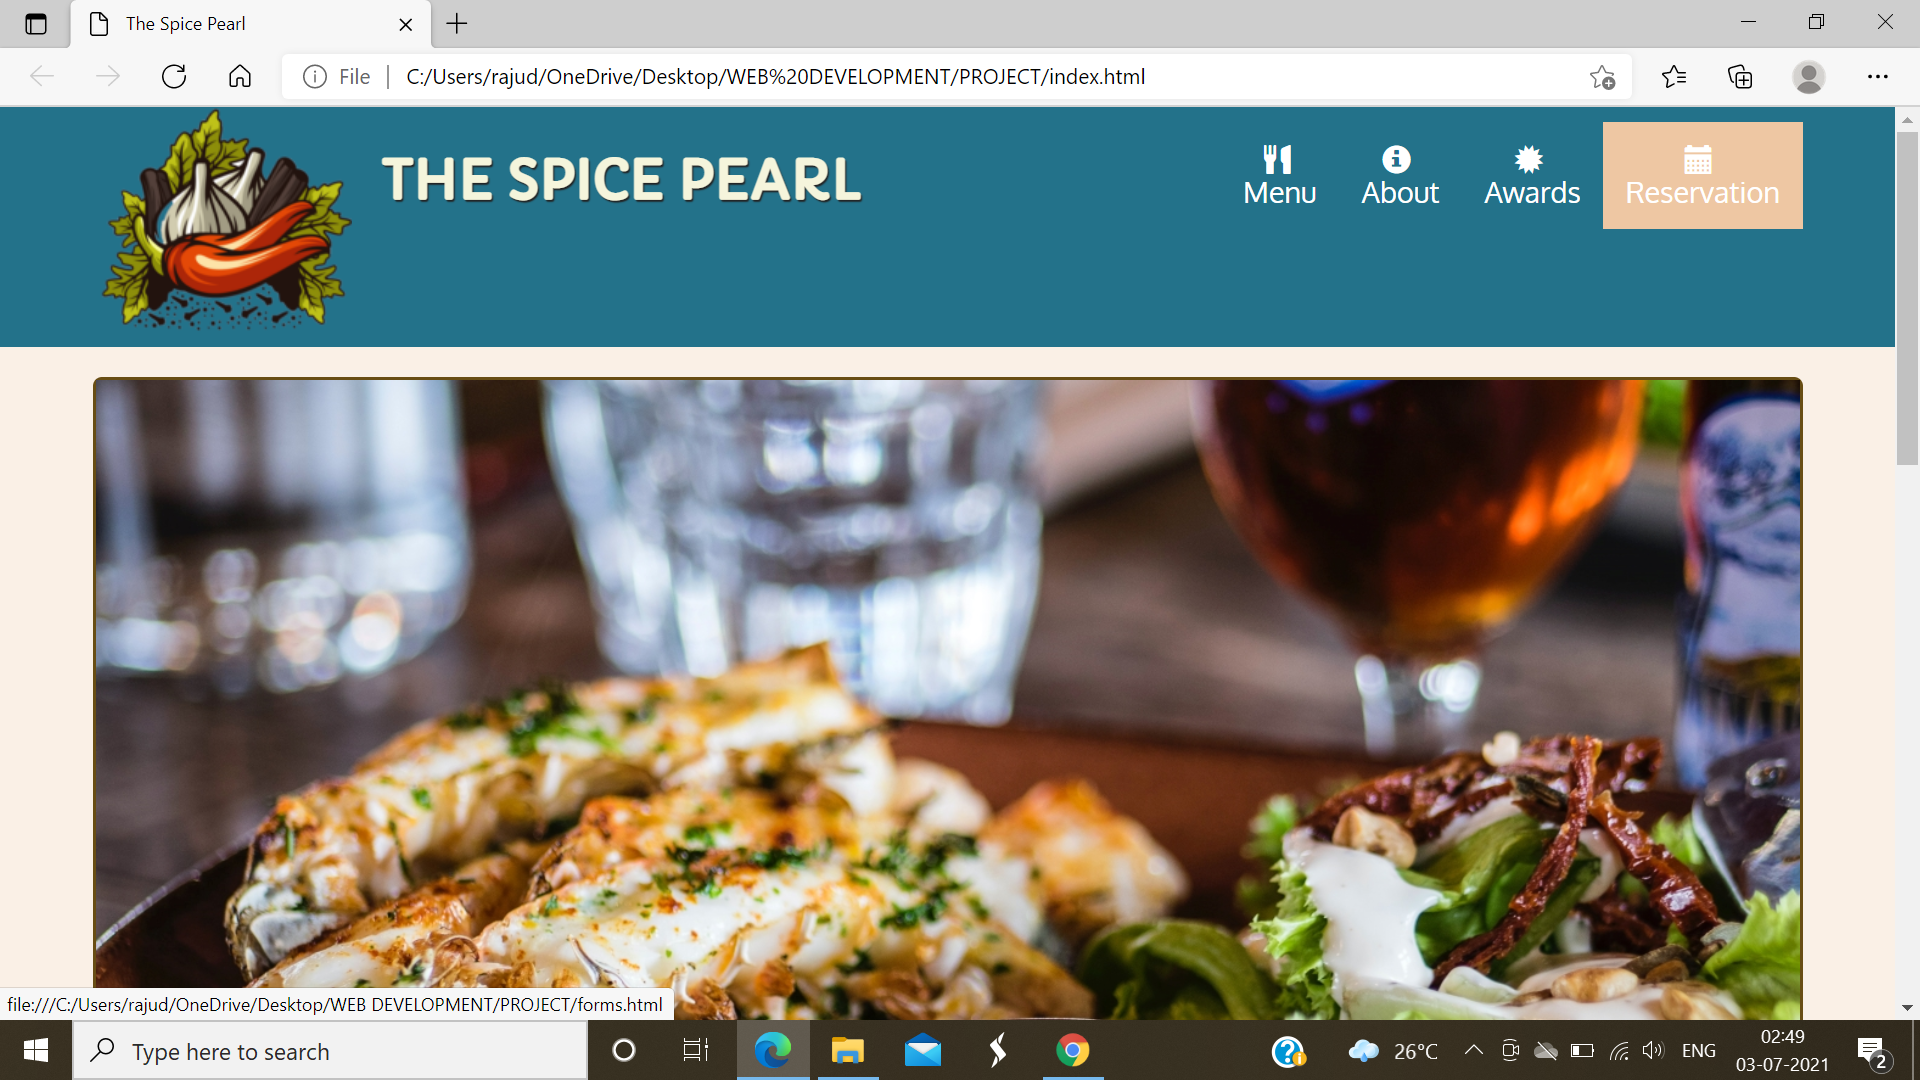 The Spice Pearl
File
C:/Users/rajud/OneDrive/Desktop/WEB%20DEVELOPMENT/PROJECT/index.html
THE SPICE PEARL
Menu
About
Awards
Reservation
file:///C:/Users/rajud/OneDrive/Desktop/WEB DEVELOPMENT/PROJECT/forms.html
Type here to search
26°C
ENG
02:49
03-07-2021
2